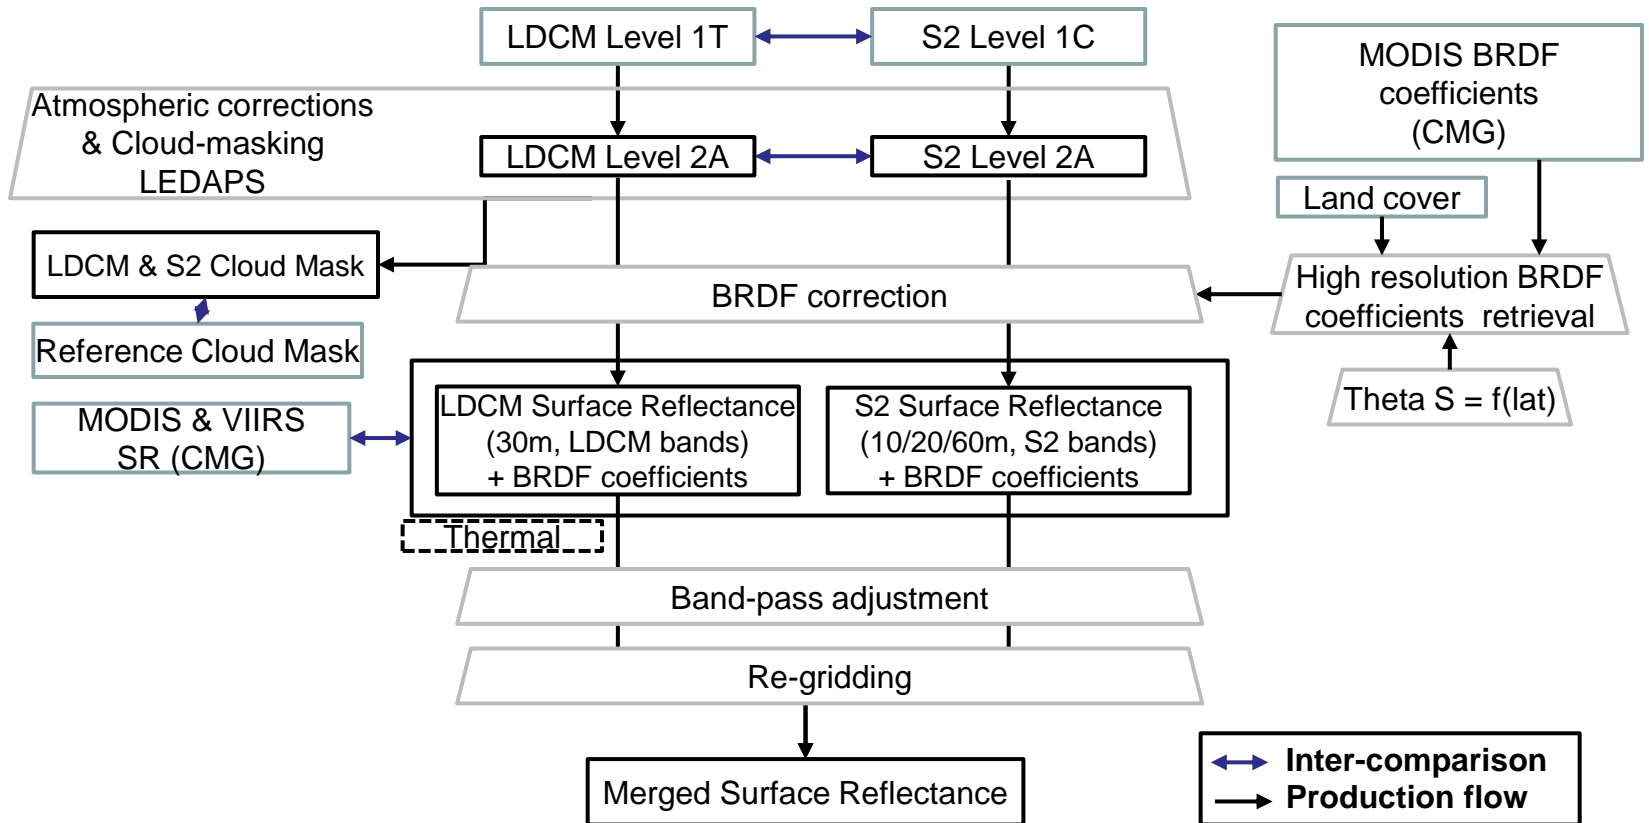 LDCM Level 1T
S2 Level 1C
MODIS BRDF
coefficients
(CMG)
Atmospheric corrections
& Cloud-masking
LEDAPS
LDCM Level 2A
S2 Level 2A
Land cover
LDCM & S2 Cloud Mask
BRDF correction
High resolution BRDF
coefficients retrieval
Reference Cloud Mask
Theta S = f(lat)
MODIS & VIIRS
SR (CMG)
LDCM Surface Reflectance
(30m, LDCM bands)
+ BRDF coefficients
S2 Surface Reflectance
(10/20/60m, S2 bands)
+ BRDF coefficients
Thermal
Band-pass adjustment
Re-gridding
Merged Surface Reflectance
Inter-comparison
Production flow